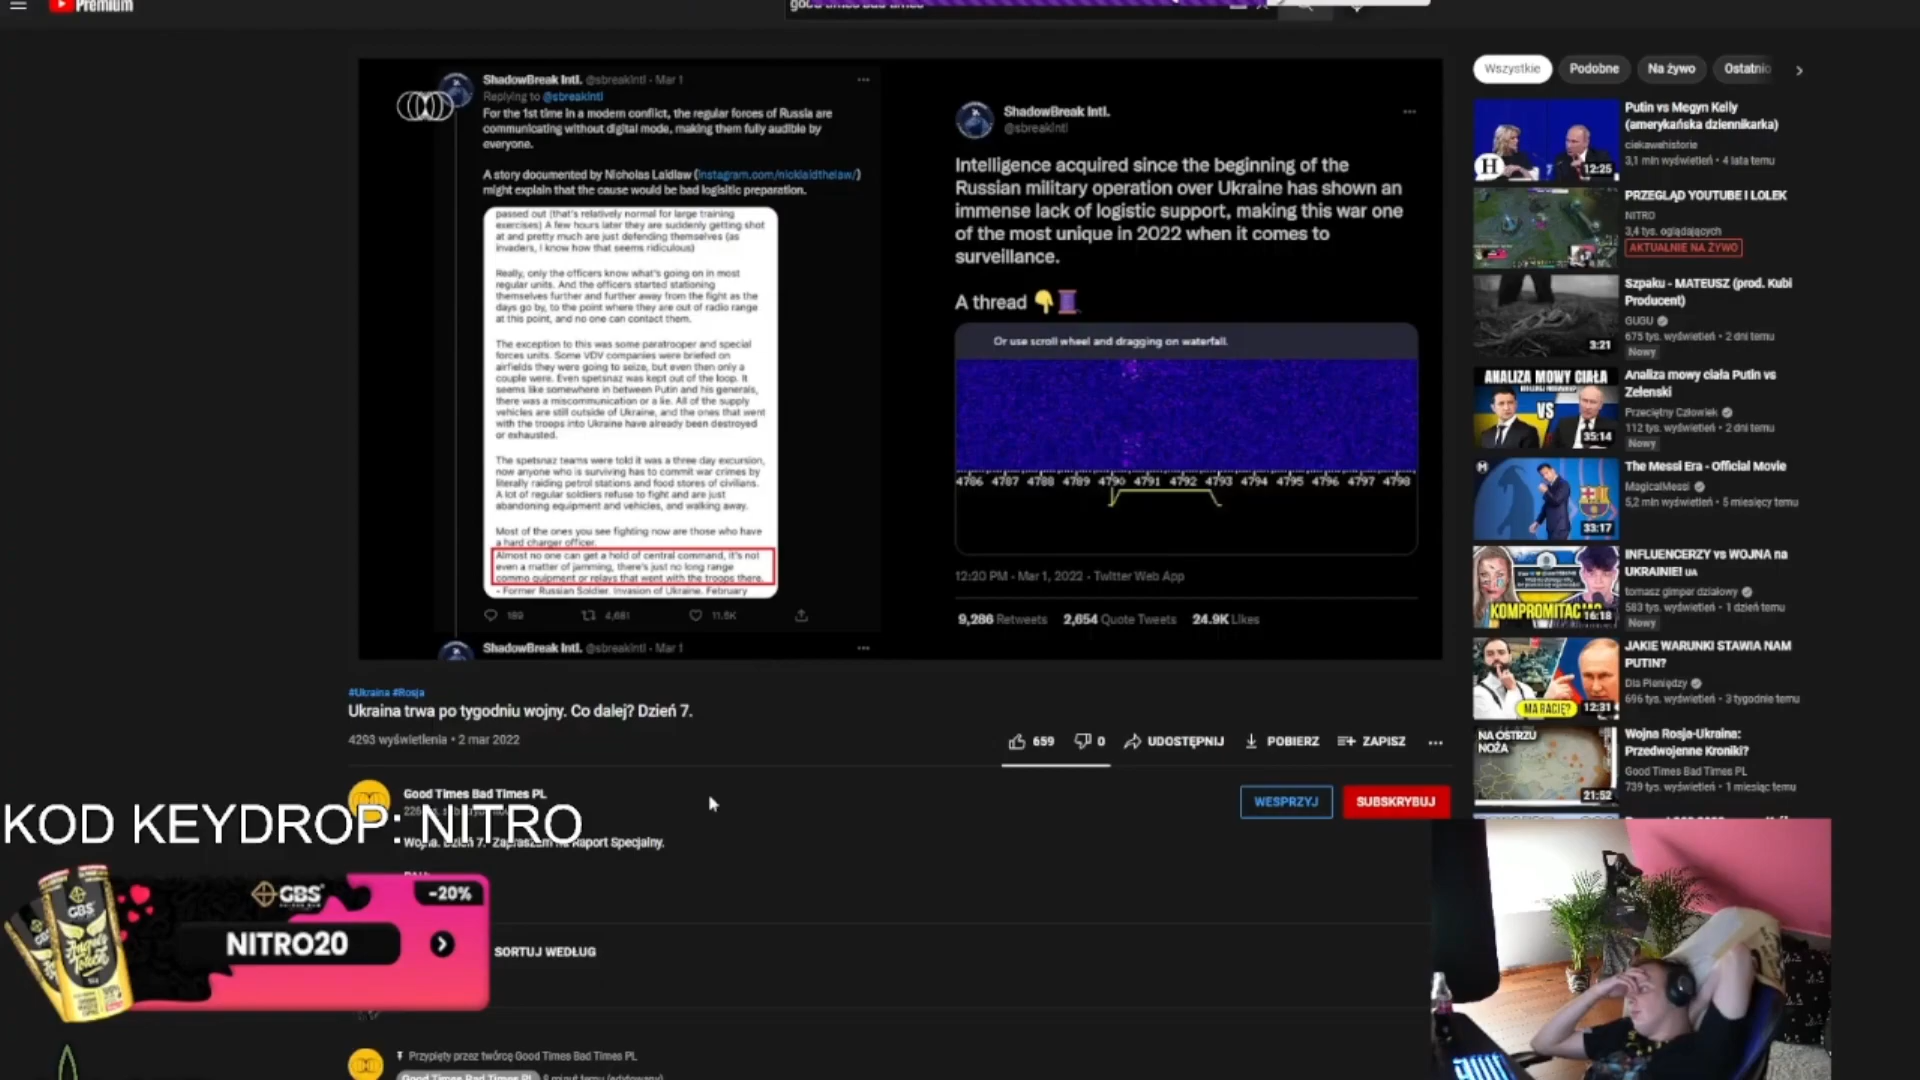 Premium
good times bad times
ShadowBreak Intl. @sbreakintl · Mar 1
Replying to @sbreakintl
For the 1st time in a modern conflict, the regular forces of Russia are
communicating without digital mode, making them fully audible by
everyone.
A story documented by Nicholas Laidlaw (instagram.com/nicklaidthelaw/)
might explain that the cause would be bad logisitic preparation.
passed out (that's relatively normal for large training
exercises) A few hours later they are suddenly getting shot
at and pretty much are just defending themselves (as
invaders, I know how that seems ridiculous)
Really, only the officers know what's going on in most
regular units. And the officers started stationing
themselves further and further away from the fight as the
days go by, to the point where they are out of radio range
at this point, and no one can contact them.
The exception to this was some paratrooper and special
forces units. Some VDV companies were briefed on
airfields they were going to seize, but even then only a
couple were. Even spetsnaz was kept out of the loop. It
seems like somewhere in between Putin and his generals,
there was a miscommunication or a lie. All of the supply
vehicles are still outside of Ukraine, and the ones that went
with the troops into Ukraine have already been destroyed
or exhausted.
The spetsnaz teams were told it was a three day excursion,
now anyone who is surviving has to commit war crimes by
literally raiding petrol stations and food stores of civilians.
A lot of regular soldiers refuse to fight and are just
abandoning equipment and vehicles, and walking away.
Most of the ones you see fighting now are those who have
a hard charger officer.
Almost no one can get a hold of central command, it's not
even a matter of jamming, there's just no long range
commo quipment or relays that went with the troops there.
- Former Russian Soldier. Invasion of Ukraine. February
189 4,681 11.6K
ShadowBreak Intl. @sbreakintl · Mar 1
ShadowBreak Intl.
@sbreakintl
Intelligence acquired since the beginning of the
Russian military operation over Ukraine has shown an
immense lack of logistic support, making this war one
of the most unique in 2022 when it comes to
surveillance.
A thread 👇🧵
Or use scroll wheel and dragging on waterfall.
4786 4787 4788 4789 4790 4791 4792 4793 4794 4795 4796 4797 4798
12:20 PM · Mar 1, 2022 · Twitter Web App
9,286 Retweets 2,654 Quote Tweets 24.9K Likes
#Ukraina #Rosja
Ukraina trwa po tygodniu wojny. Co dalej? Dzień 7.
4293 wyświetlenia • 2 mar 2022
659 0 UDOSTĘPNIJ POBIERZ ZAPISZ
Good Times Bad Times PL
WESPRZYJ SUBSKRYBUJ
KOD KEYDROP: NITRO
Wojna. Dzień 7. Zapraszam na Raport Specjalny.
GBS
-20%
NITRO20
GBS
Angel's Touch
SORTUJ WEDŁUG
Przypięty przez twórcę Good Times Bad Times PL
Good Times Bad Times PL
Wszystkie Podobne Na żywo Ostatnio
12:25
Putin vs Megyn Kelly
(amerykańska dziennikarka)
ciekawehistorie
3,1 mln wyświetleń • 4 lata temu
PRZEGLĄD YOUTUBE I LOLEK
NITRO
3,4 tys. oglądających
AKTUALNIE NA ŻYWO
3:21
Szpaku - MATEUSZ (prod. Kubi
Producent)
GUGU
675 tys. wyświetleń • 2 dni temu
Nowy
ANALIZA MOWY CIAŁA
VS
35:14
Analiza mowy ciała Putin vs
Zelenski
Przeciętny Człowiek
112 tys. wyświetleń • 2 dni temu
Nowy
33:17
The Messi Era - Official Movie
MagicalMessi
5,2 mln wyświetleń • 5 miesięcy temu
16:18
INFLUENCERZY vs WOJNA na
UKRAINIE! UA
tomasz gimper działowy
583 tys. wyświetleń • 1 dzień temu
Nowy
MA RACJĘ?
12:31
JAKIE WARUNKI STAWIA NAM
PUTIN?
Dla Pieniędzy
696 tys. wyświetleń • 3 tygodnie temu
NA OSTRZU
NOŻA
21:52
Wojna Rosja-Ukraina:
Przedwojenne Kroniki?
Good Times Bad Times PL
739 tys. wyświetleń • 1 miesiąc temu